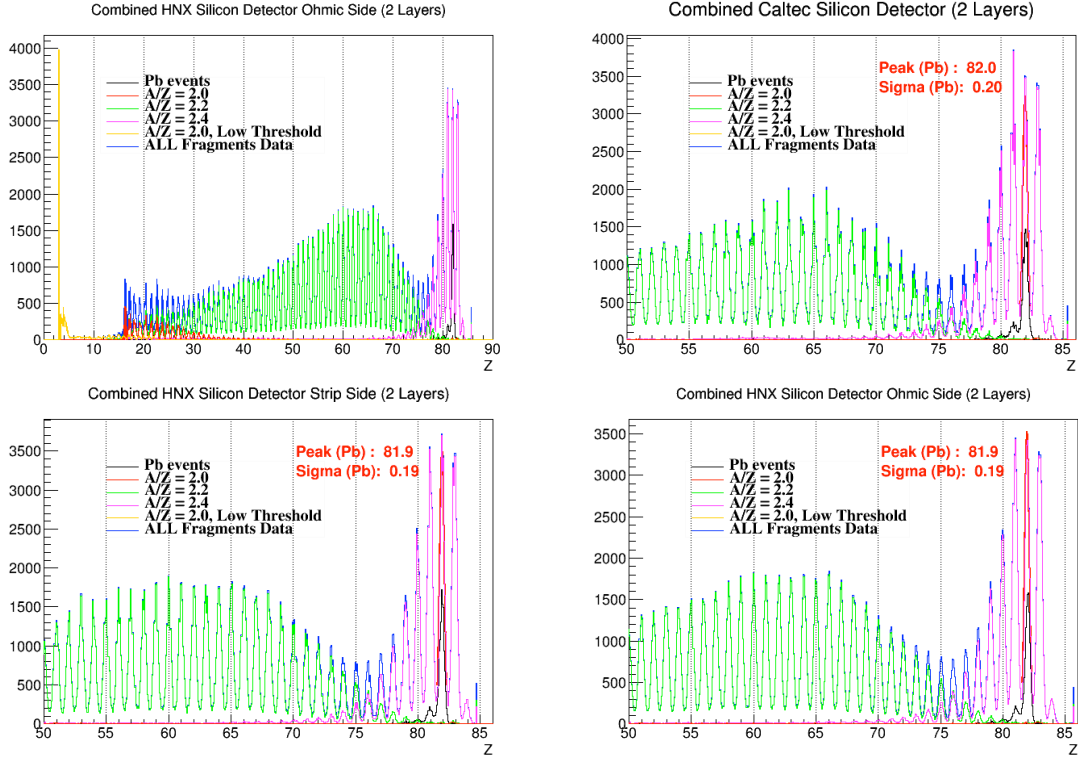 Combined HNX Silicon Detector Ohmic Side (2 Layers)
4000
3500
3000
2500
2000
1500
1000
500
0
Pb events
A/Z = 2.0
A/Z = 2.2
A/Z = 2.4
A/Z = 2.0, Low Threshold
ALL Fragments Data
0 10 20 30 40 50 60 70 80 90
Z
Combined Caltec Silicon Detector (2 Layers)
4000
3500
3000
2500
2000
1500
1000
500
0
Peak (Pb) : 82.0
Sigma (Pb): 0.20
Pb events
A/Z = 2.0
A/Z = 2.2
A/Z = 2.4
A/Z = 2.0, Low Threshold
ALL Fragments Data
50 55 60 65 70 75 80 85
Z
Combined HNX Silicon Detector Strip Side (2 Layers)
3500
3000
2500
2000
1500
1000
500
0
Peak (Pb) : 81.9
Sigma (Pb): 0.19
Pb events
A/Z = 2.0
A/Z = 2.2
A/Z = 2.4
A/Z = 2.0, Low Threshold
ALL Fragments Data
50 55 60 65 70 75 80 85
Z
Combined HNX Silicon Detector Ohmic Side (2 Layers)
3500
3000
2500
2000
1500
1000
500
0
Peak (Pb) : 81.9
Sigma (Pb): 0.19
Pb events
A/Z = 2.0
A/Z = 2.2
A/Z = 2.4
A/Z = 2.0, Low Threshold
ALL Fragments Data
50 55 60 65 70 75 80 85
Z